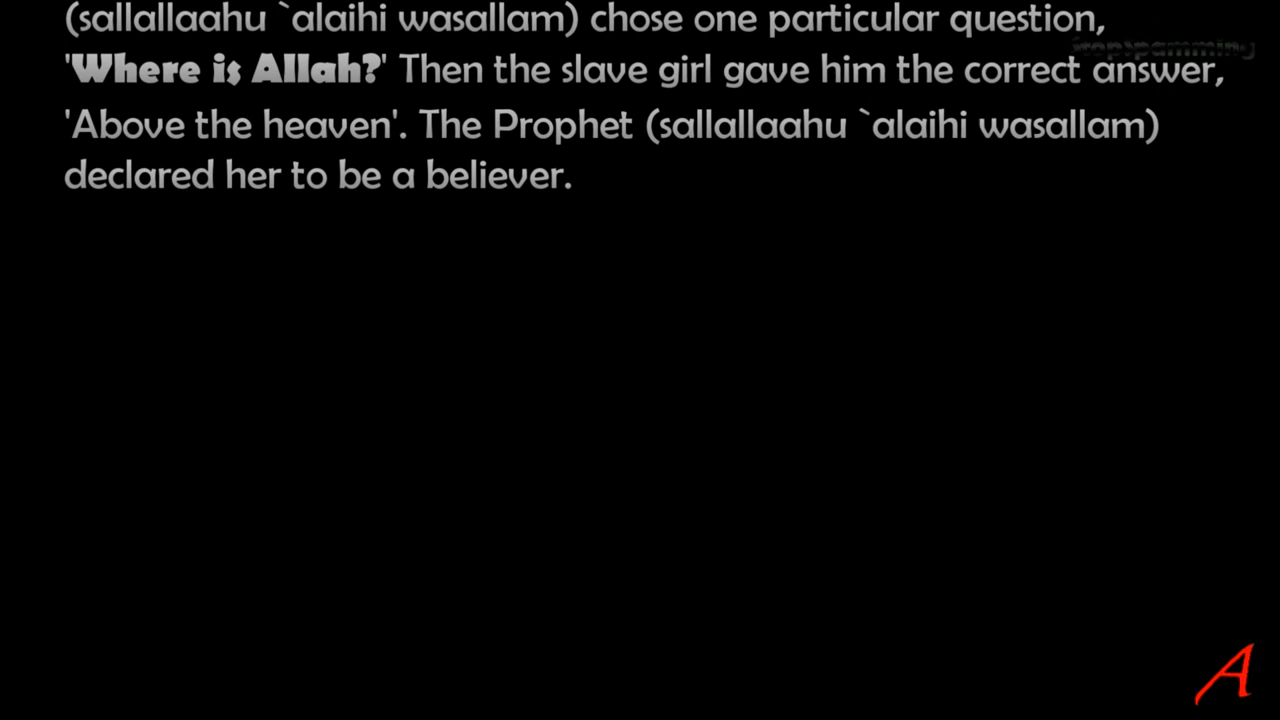 (sallallaahu `alaihi wasallam) chose one particular question,
'Where is Allah?' Then the slave girl gave him the correct answer,
'Above the heaven'. The Prophet (sallallaahu `alaihi wasallam)
declared her to be a believer.
A